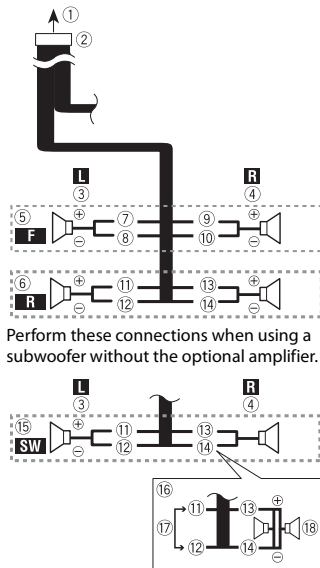 ①
②
L R
③ ④
⑤ ⊕ ⑦ ⑨ ⊕
F ⊖ ⑧ ⑩ ⊖
⑥ ⊕ ⑪ ⑬ ⊕
R ⊖ ⑫ ⑭ ⊖
Perform these connections when using a
subwoofer without the optional amplifier.
L R
③ ④
⑮ ⊕ ⑪ ⑬ ⊕
SW ⊖ ⑫ ⑭ ⊖
⑯ ⑪ ⑬ ⊕
⑰ ⑱
⑫ ⑭ ⊖